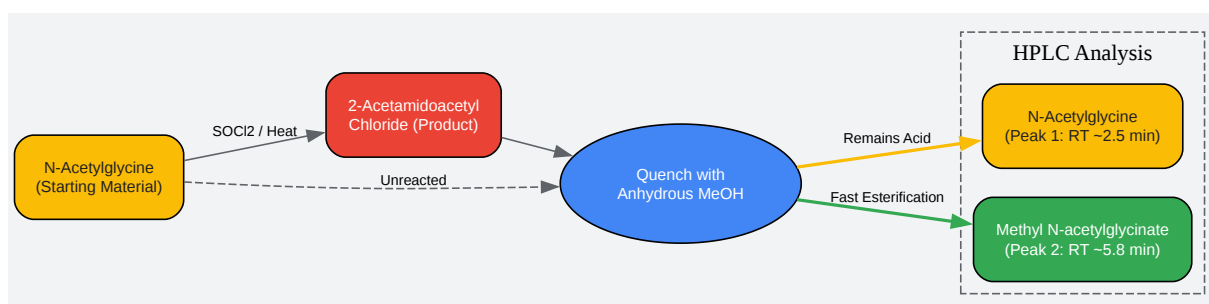 N-Acetylglycine
(Starting Material)
SOCl2 / Heat
Unreacted
2-Acetamidoacetyl
Chloride (Product)
Quench with
Anhydrous MeOH
Remains Acid
Fast Esterification
HPLC Analysis
N-Acetylglycine
(Peak 1: RT ~2.5 min)
Methyl N-acetylglycinate
(Peak 2: RT ~5.8 min)